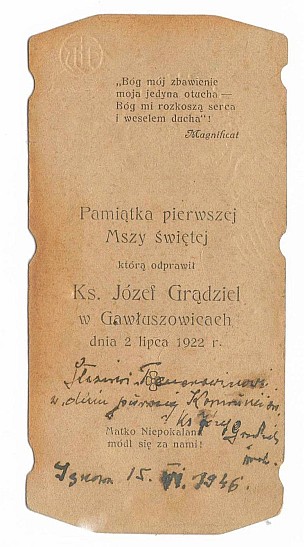 „Bóg mój zbawienie
moja jedyna otucha —
Bóg mi rozkoszą serca
i weselem ducha"!
Magnificat
Pamiątka pierwszej
Mszy świętej
którą odprawił
Ks. Józef Grądziel
w Gawłuszowicach
dnia 2 lipca 1922 r.
w dniu pierwszej
Ks Józef Grądziel
Matko Niepokalana
módl się za nami!
15. VI. 1946.